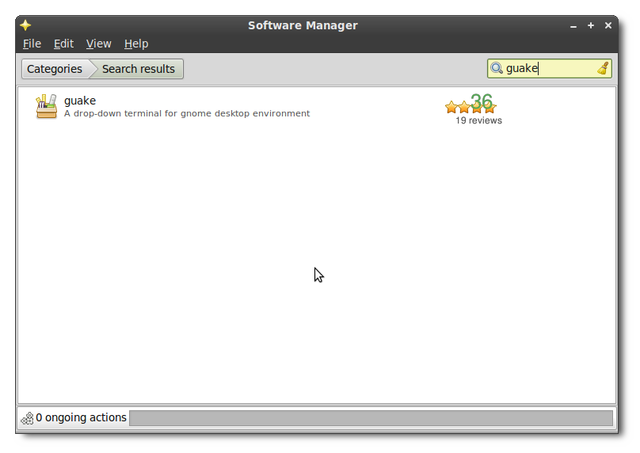 Software Manager
File Edit View Help
Categories Search results guake
guake
A drop-down terminal for gnome desktop environment
36
19 reviews
0 ongoing actions